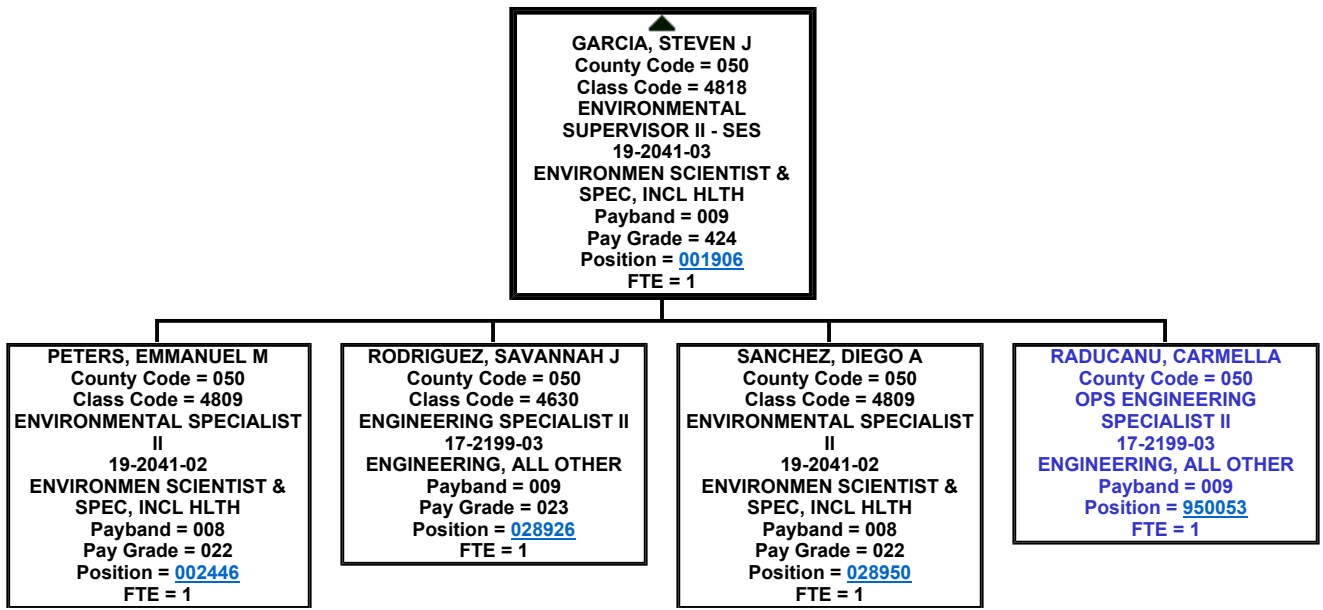 GARCIA, STEVEN J
County Code = 050
Class Code = 4818
ENVIRONMENTAL
SUPERVISOR II - SES
19-2041-03
ENVIRONMEN SCIENTIST &
SPEC, INCL HLTH
Payband = 009
Pay Grade = 424
Position = 001906
FTE = 1
PETERS, EMMANUEL M
County Code = 050
Class Code = 4809
ENVIRONMENTAL SPECIALIST
II
19-2041-02
ENVIRONMEN SCIENTIST &
SPEC, INCL HLTH
Payband = 008
Pay Grade = 022
Position = 002446
FTE = 1
RODRIGUEZ, SAVANNAH J
County Code = 050
Class Code = 4630
ENGINEERING SPECIALIST II
17-2199-03
ENGINEERING, ALL OTHER
Payband = 009
Pay Grade = 023
Position = 028926
FTE = 1
SANCHEZ, DIEGO A
County Code = 050
Class Code = 4809
ENVIRONMENTAL SPECIALIST
II
19-2041-02
ENVIRONMEN SCIENTIST &
SPEC, INCL HLTH
Payband = 008
Pay Grade = 022
Position = 028950
FTE = 1
RADUCANU, CARMELLA
County Code = 050
OPS ENGINEERING
SPECIALIST II
17-2199-03
ENGINEERING, ALL OTHER
Payband = 009
Position = 950053
FTE = 1